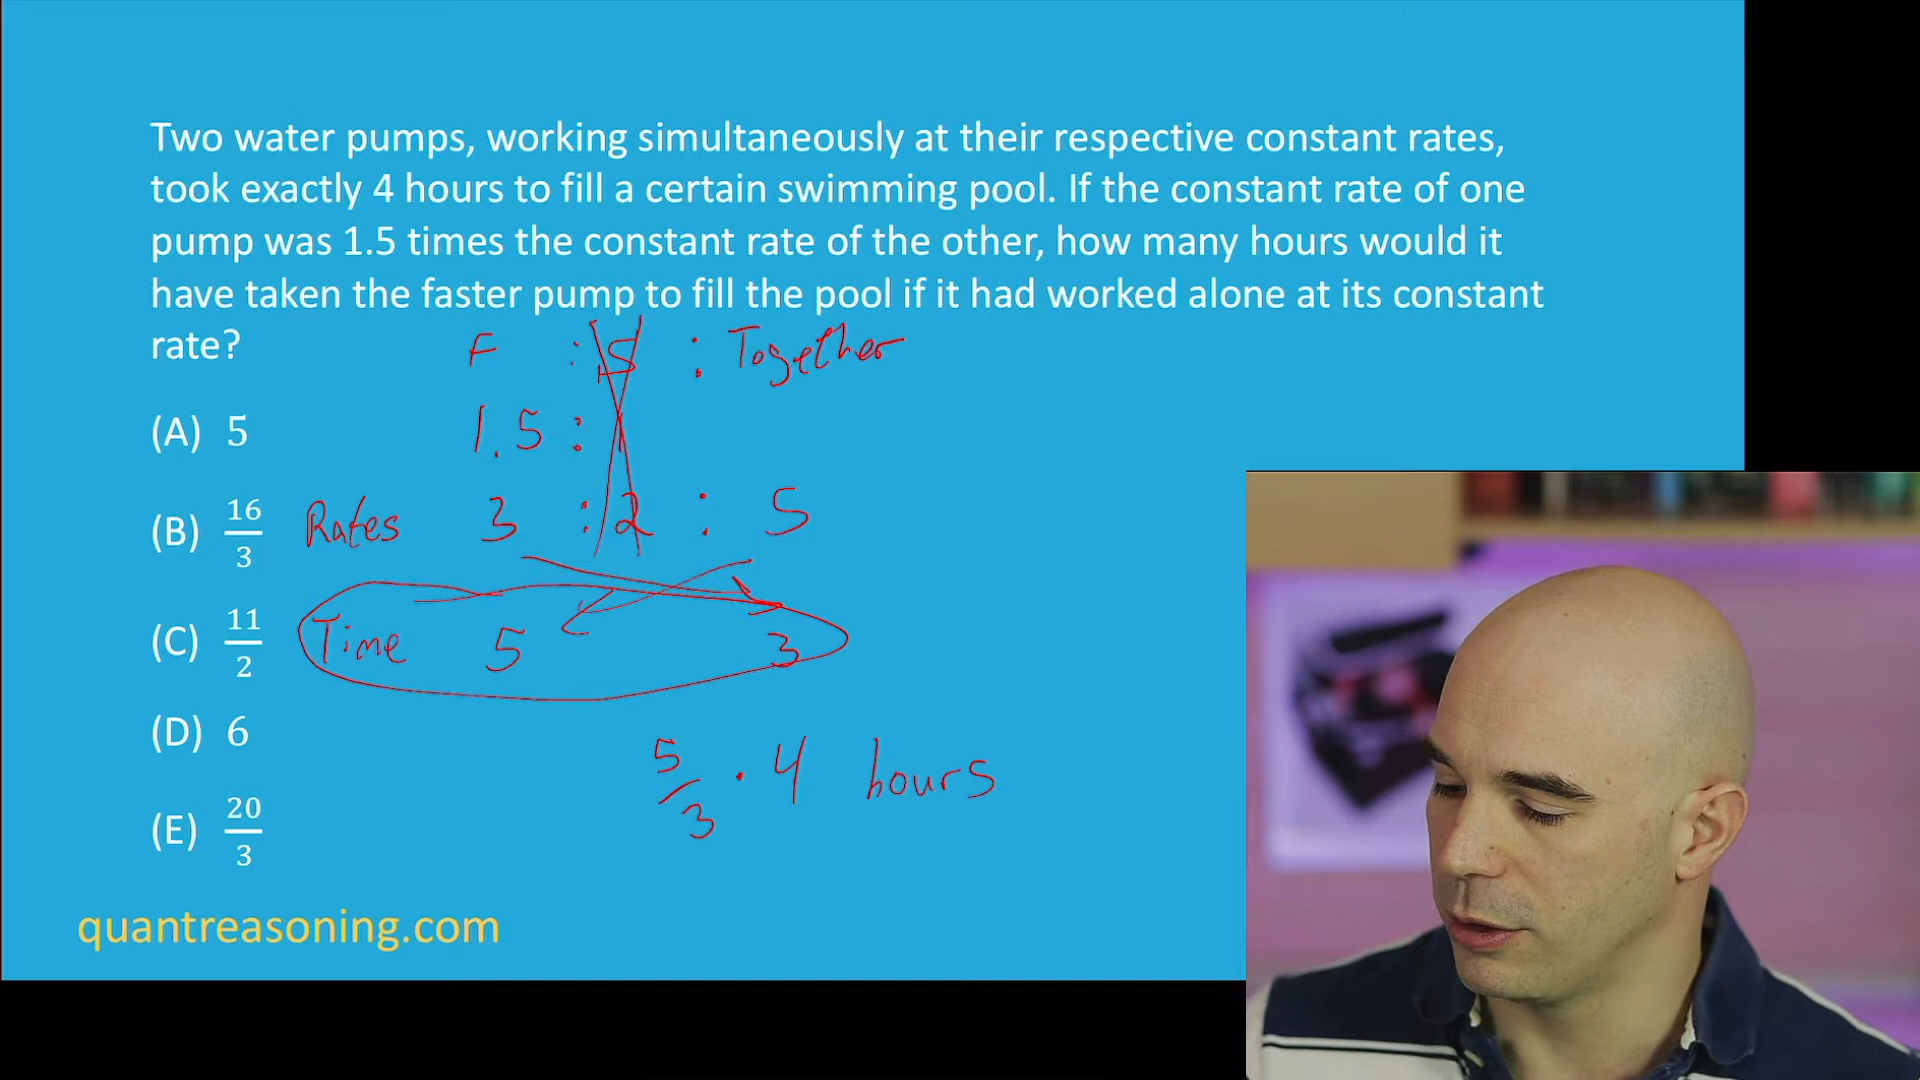 Two water pumps, working simultaneously at their respective constant rates,
took exactly 4 hours to fill a certain swimming pool. If the constant rate of one
pump was 1.5 times the constant rate of the other, how many hours would it
have taken the faster pump to fill the pool if it had worked alone at its constant
rate?
F : S : Together
(A) 5
1.5 : 1
(B) 16/3
Rates 3 : 2 : 5
(C) 11/2
Time 5 3
(D) 6
5/3 · 4 hours
(E) 20/3
quantreasoning.com